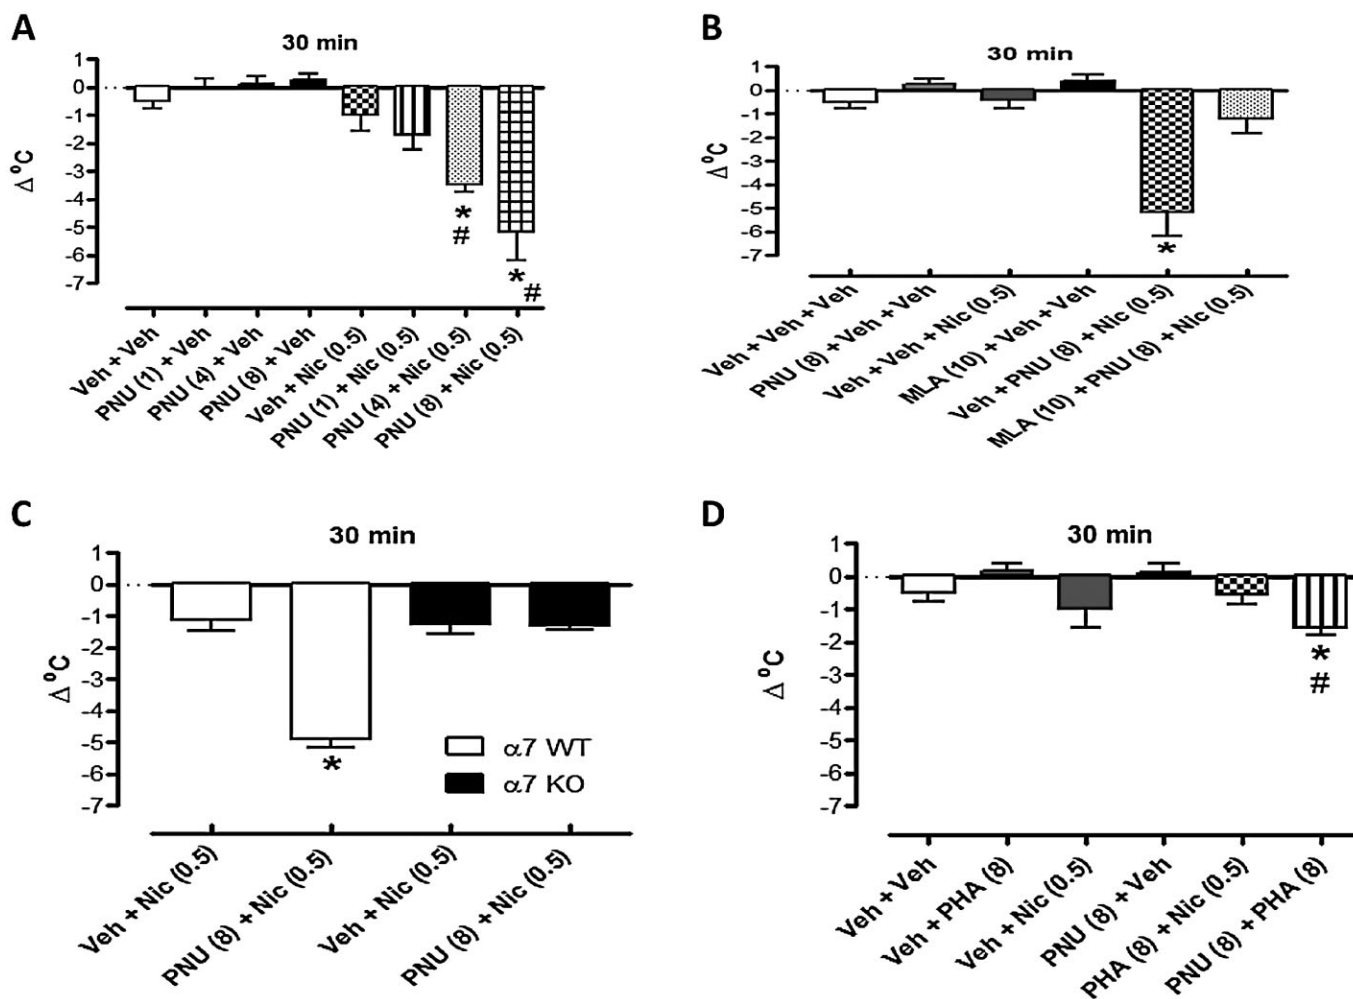 A
30 min
Δ °C
1
0
-1
-2
-3
-4
-5
-6
-7
*
#
*
#
Veh + Veh
PNU (1) + Veh
PNU (4) + Veh
PNU (8) + Veh
Veh + Nic (0.5)
PNU (1) + Nic (0.5)
PNU (4) + Nic (0.5)
PNU (8) + Nic (0.5)
B
30 min
Δ °C
1
0
-1
-2
-3
-4
-5
-6
-7
*
Veh + Veh + Veh
PNU (8) + Veh + Veh
Veh + Veh + Nic (0.5)
MLA (10) + Veh + Veh
Veh + PNU (8) + Nic (0.5)
MLA (10) + PNU (8) + Nic (0.5)
C
30 min
Δ °C
1
0
-1
-2
-3
-4
-5
-6
-7
*
α7 WT
α7 KO
Veh + Nic (0.5)
PNU (8) + Nic (0.5)
Veh + Nic (0.5)
PNU (8) + Nic (0.5)
D
30 min
Δ °C
1
0
-1
-2
-3
-4
-5
-6
-7
*
#
Veh + Veh
Veh + PHA (8)
Veh + Nic (0.5)
PNU (8) + Veh
PHA (8) + Nic (0.5)
PNU (8) + PHA (8)